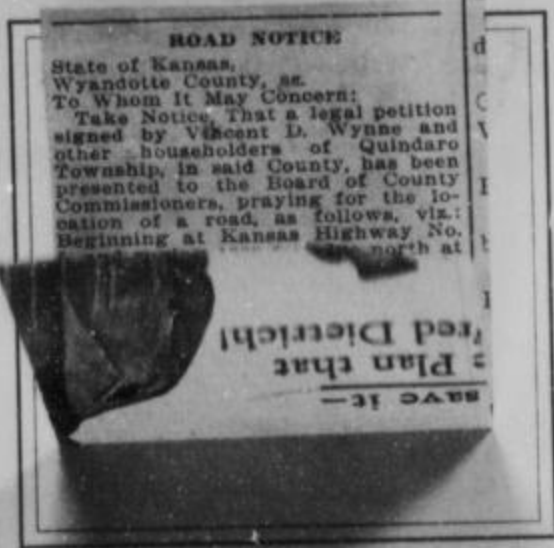 ROAD NOTICE
State of Kansas,
Wyandotte County, ss.
To Whom It May Concern:
Take Notice, That a legal petition
signed by Vincent D. Wynne and
other householders of Quindaro
Township, in said County, has been
presented to the Board of County
Commissioners, praying for the lo-
cation of a road, as follows, viz.:
Beginning at Kansas Highway No.
north at
save it—
Plan that
red Dietrich!